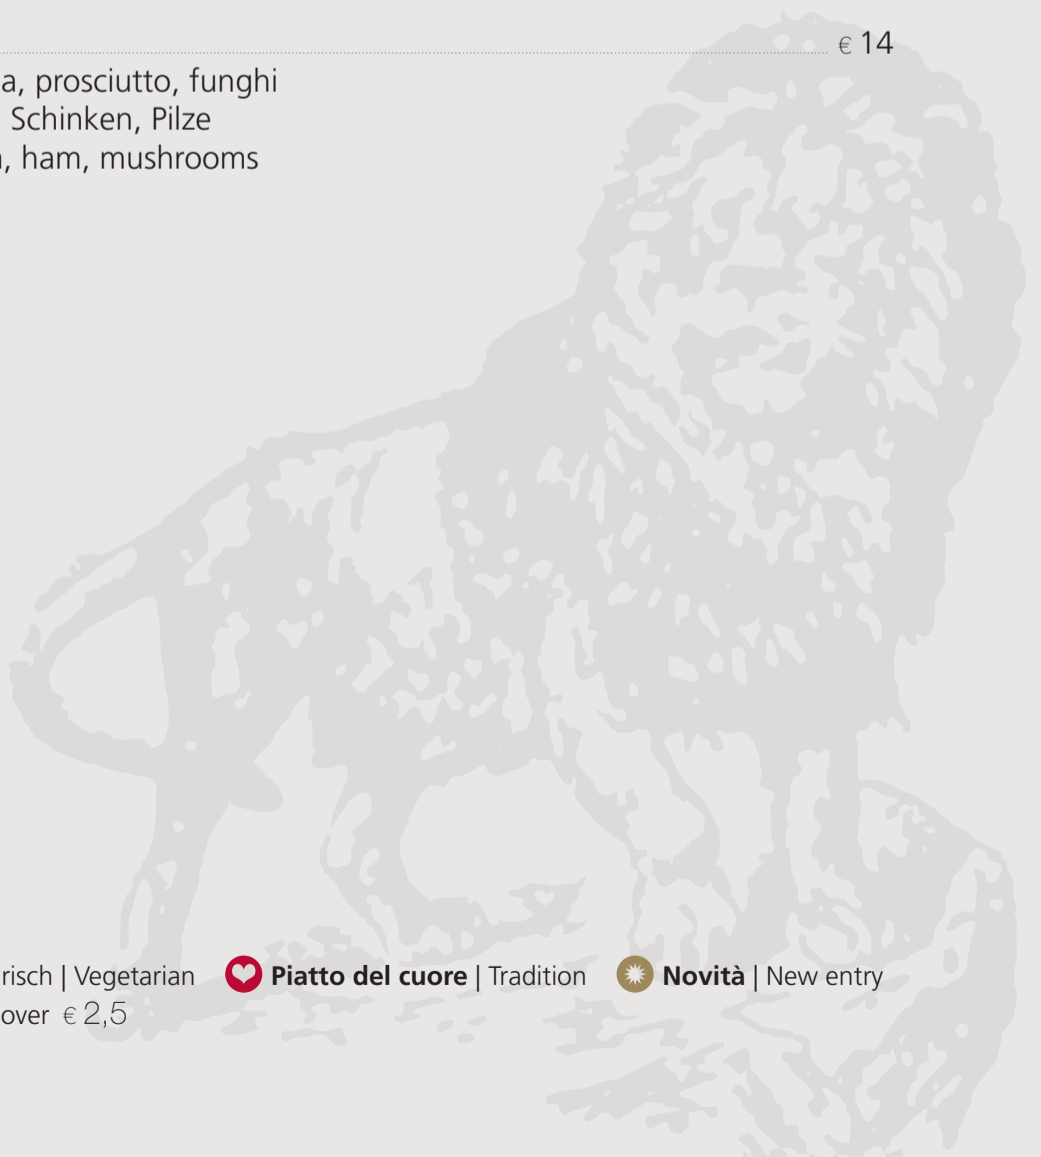 € 14
a, prosciutto, funghi
Schinken, Pilze
, ham, mushrooms
risch | Vegetarian Piatto del cuore | Tradition Novità | New entry
over € 2,5